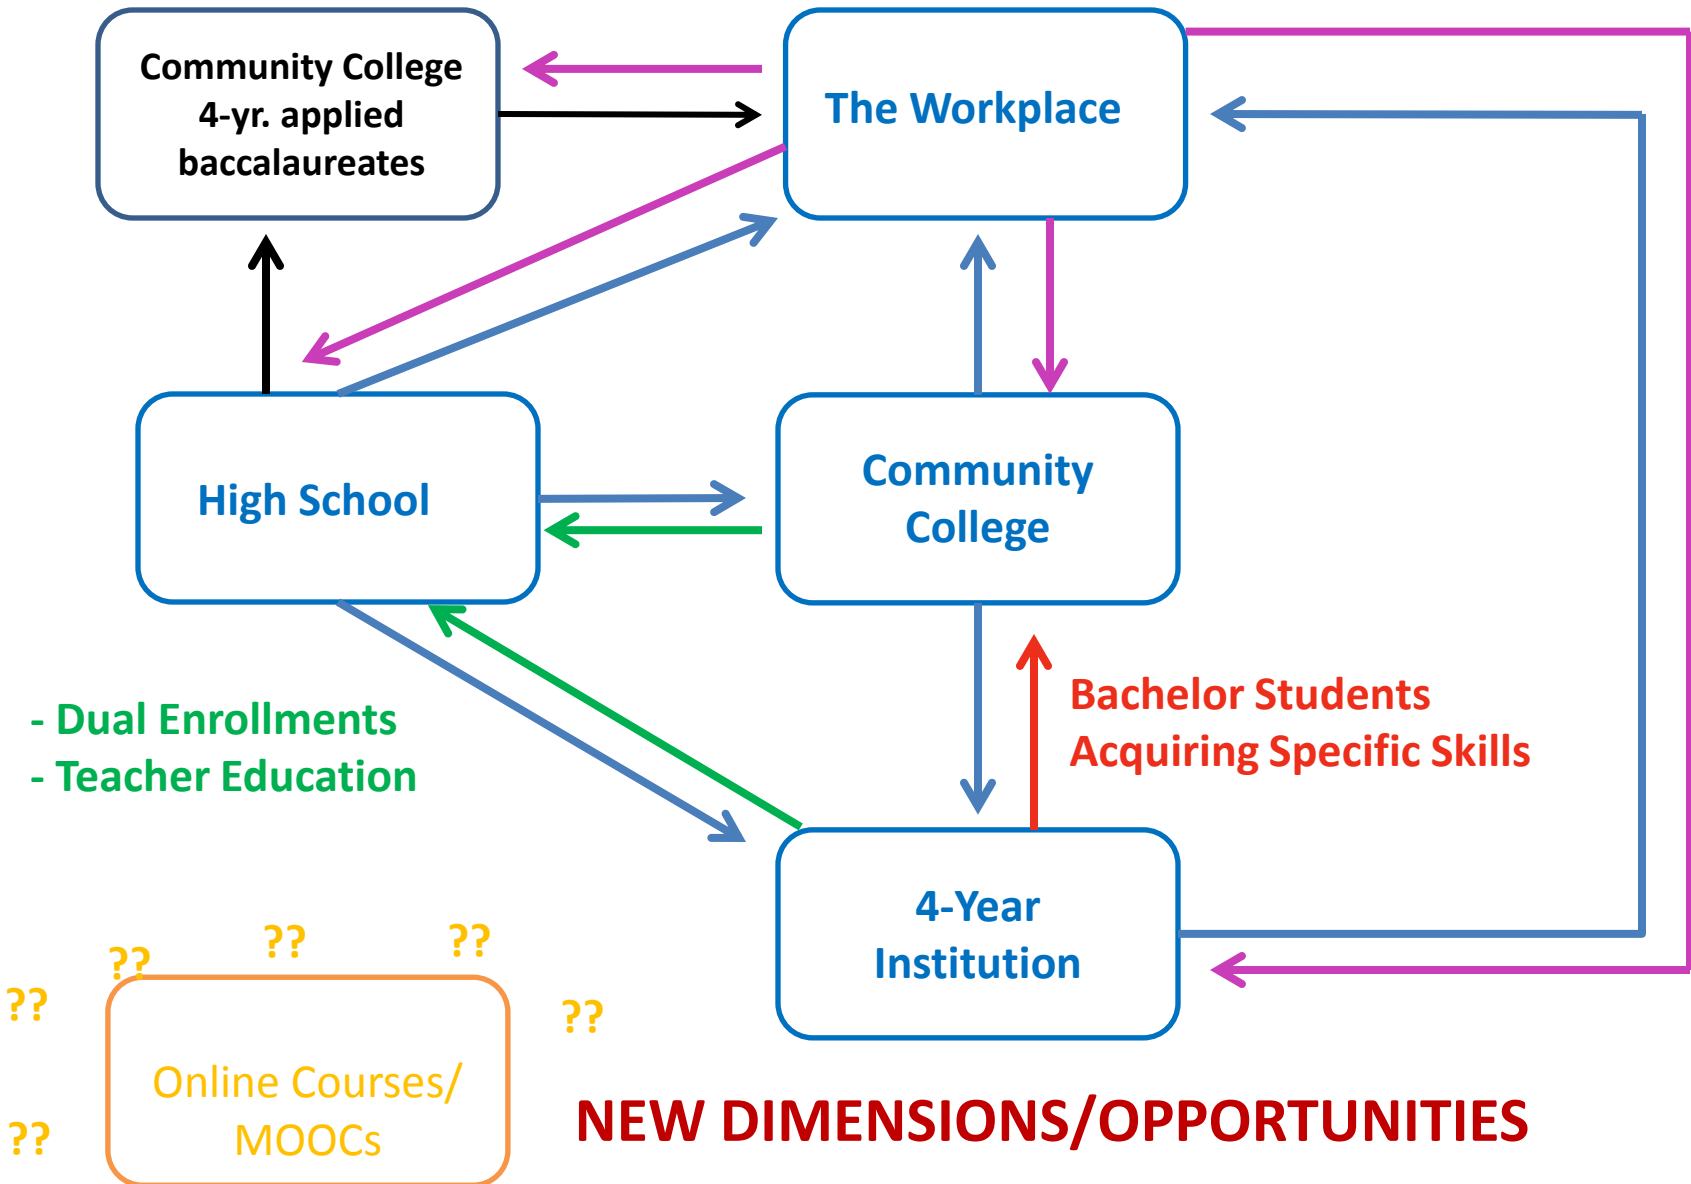 Community College
4-yr. applied
baccalaureates
The Workplace
High School
Community
College
- Dual Enrollments
- Teacher Education
Bachelor Students
Acquiring Specific Skills
4-Year
Institution
??
??
??
??
??
??
Online Courses/
MOOCs
NEW DIMENSIONS/OPPORTUNITIES